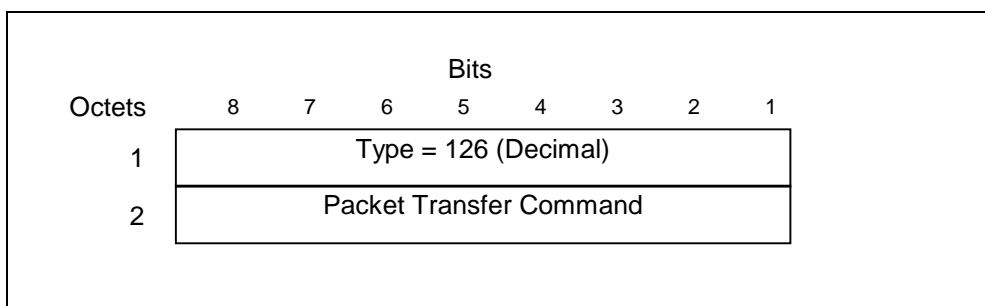 Bits
Octets 8 7 6 5 4 3 2 1
1 Type = 126 (Decimal)
2 Packet Transfer Command